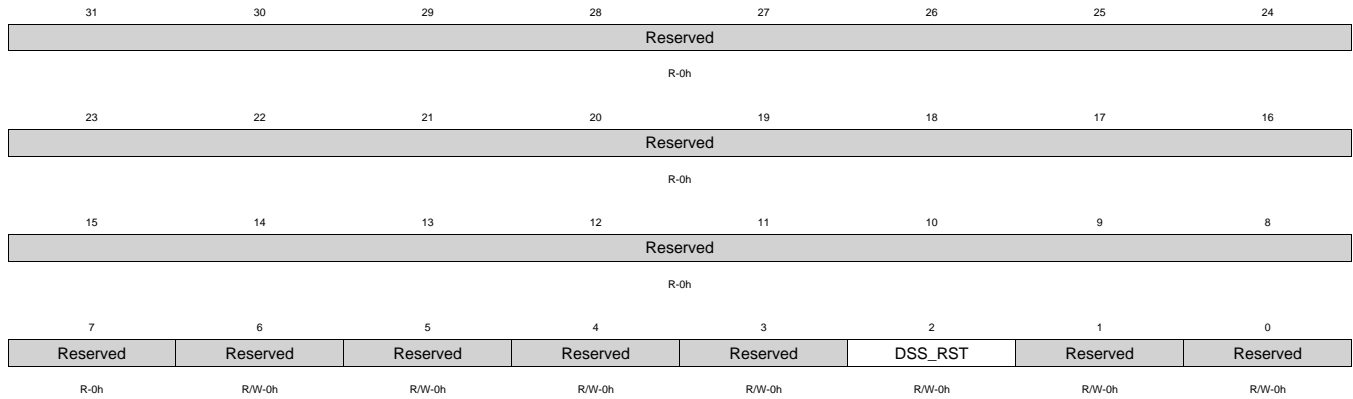 31 30 29 28 27 26 25 24
Reserved
R-0h
23 22 21 20 19 18 17 16
Reserved
R-0h
15 14 13 12 11 10 9 8
Reserved
R-0h
7 6 5 4 3 2 1 0
Reserved Reserved Reserved Reserved Reserved DSS_RST Reserved Reserved
R-0h R/W-0h R/W-0h R/W-0h R/W-0h R/W-0h R/W-0h R/W-0h